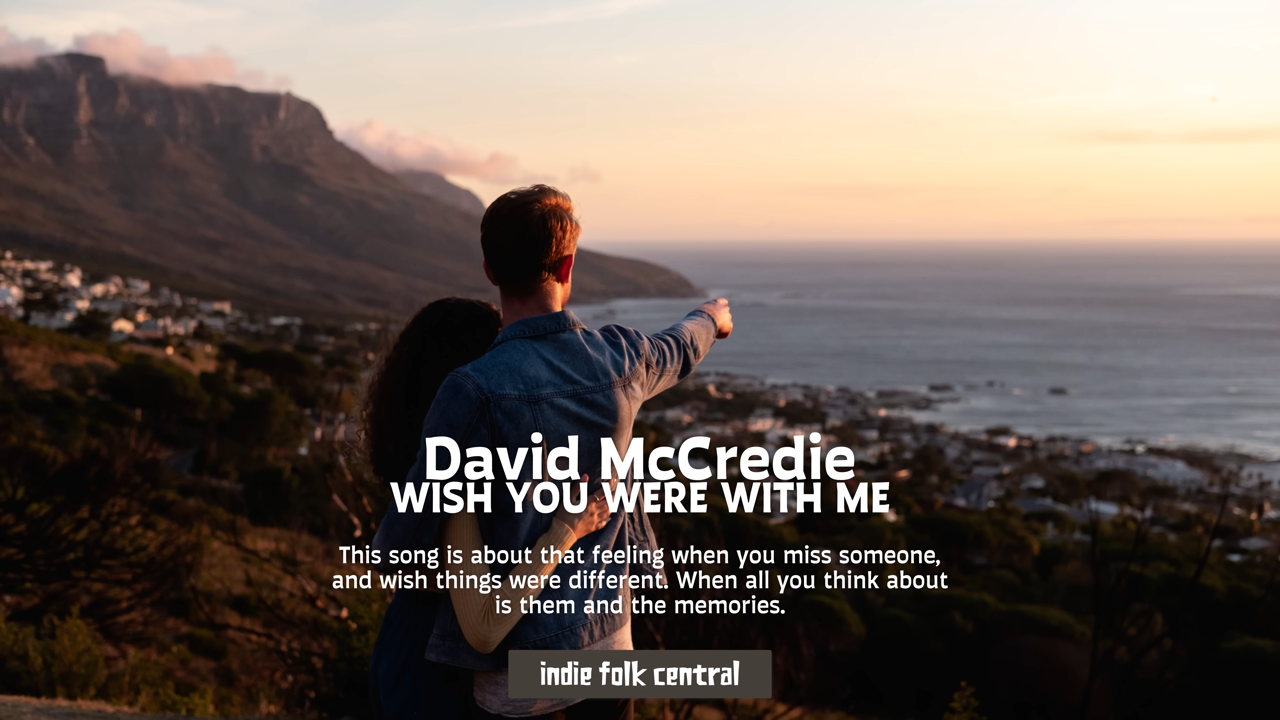 David McCredie
WISH YOU WERE WITH ME
This song is about that feeling when you miss someone,
and wish things were different. When all you think about
is them and the memories.
indie folk central